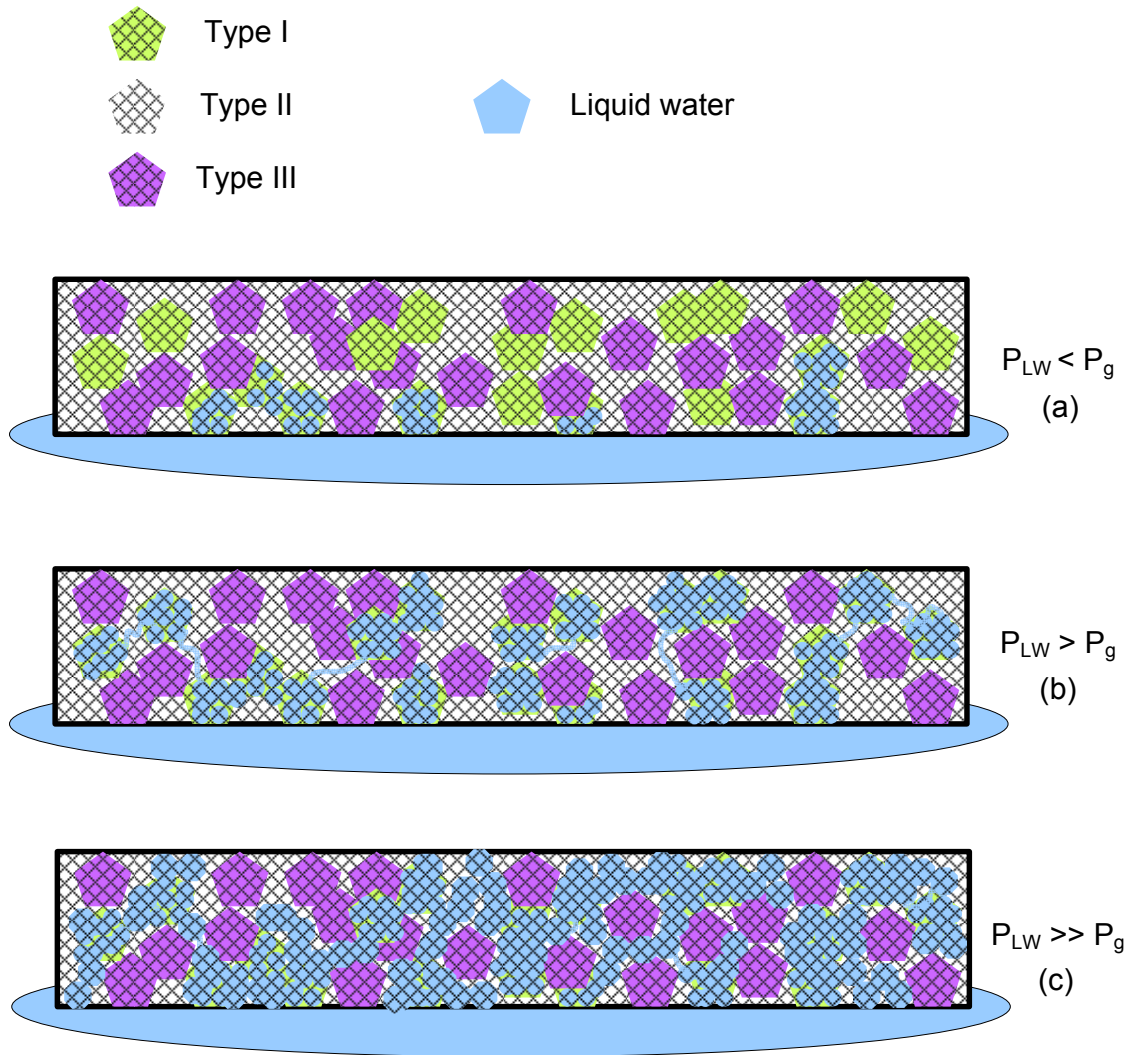 Type I
Type II
Liquid water
Type III
P_LW < P_g
(a)
P_LW > P_g
(b)
P_LW >> P_g
(c)